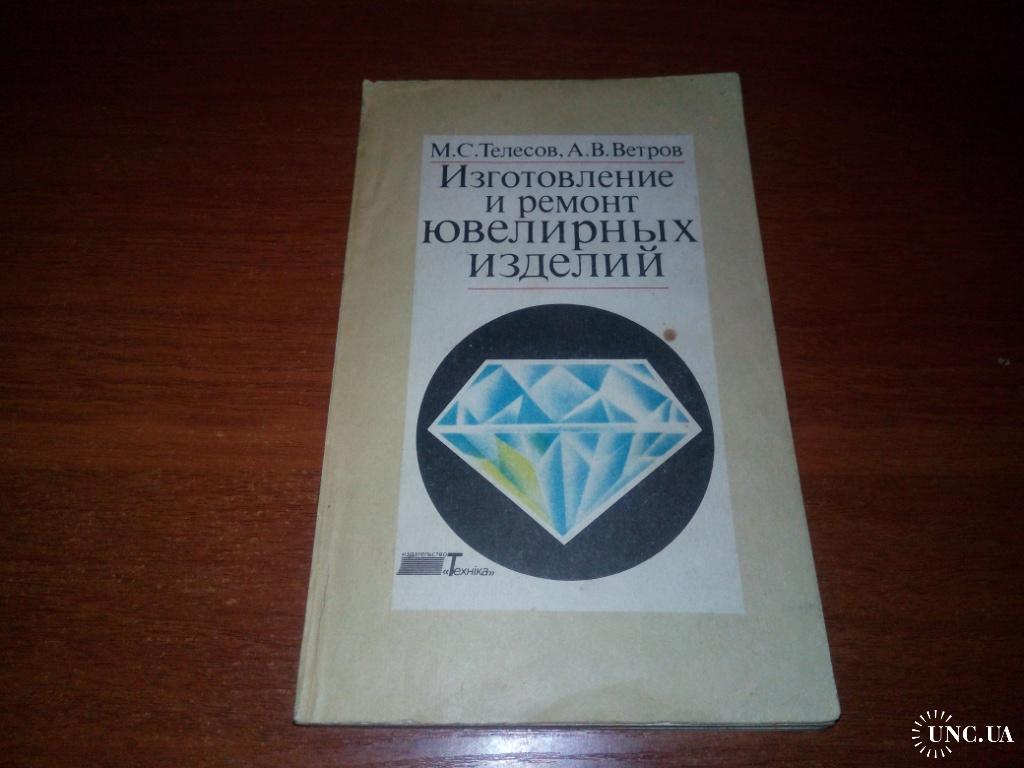 М.С.Телесов, А.В.Ветров
Изготовление
и ремонт
ювелирных
изделий
издательство
«Техніка»
UNC.UA